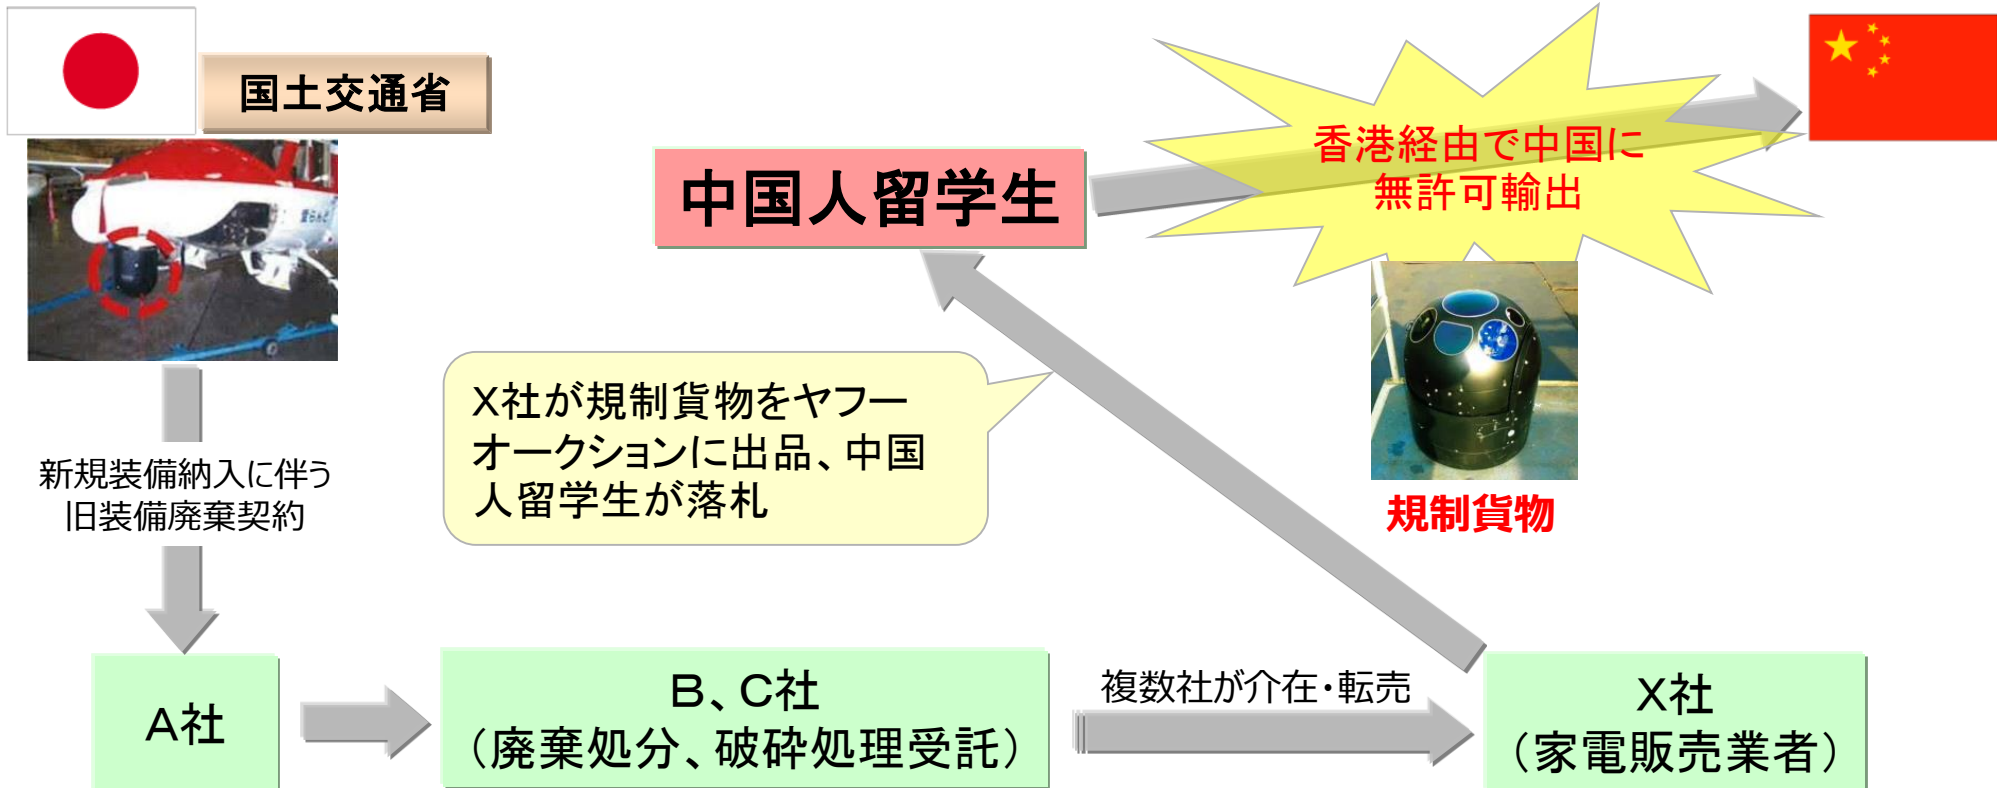 国土交通省
中国人留学生
香港経由で中国に
無許可輸出
規制貨物
X社が規制貨物をヤフー
オークションに出品、中国
人留学生が落札
新規装備納入に伴う
旧装備廃棄契約
A社
B、C社
（廃棄処分、破砕処理受託）
複数社が介在・転売
X社
（家電販売業者）